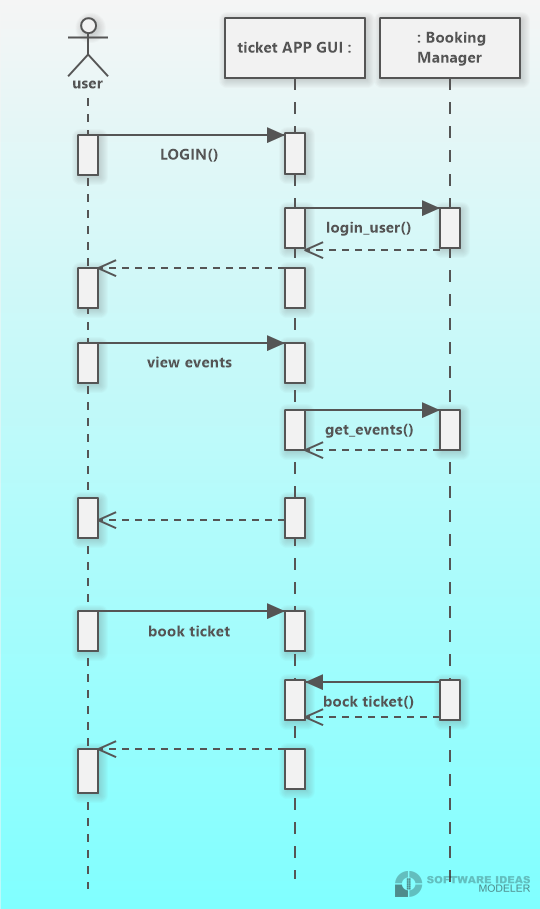 user
ticket APP GUI :
: Booking
Manager
LOGIN()
login_user()
view events
get_events()
book ticket
bock ticket()
SOFTWARE IDEAS
MODELER